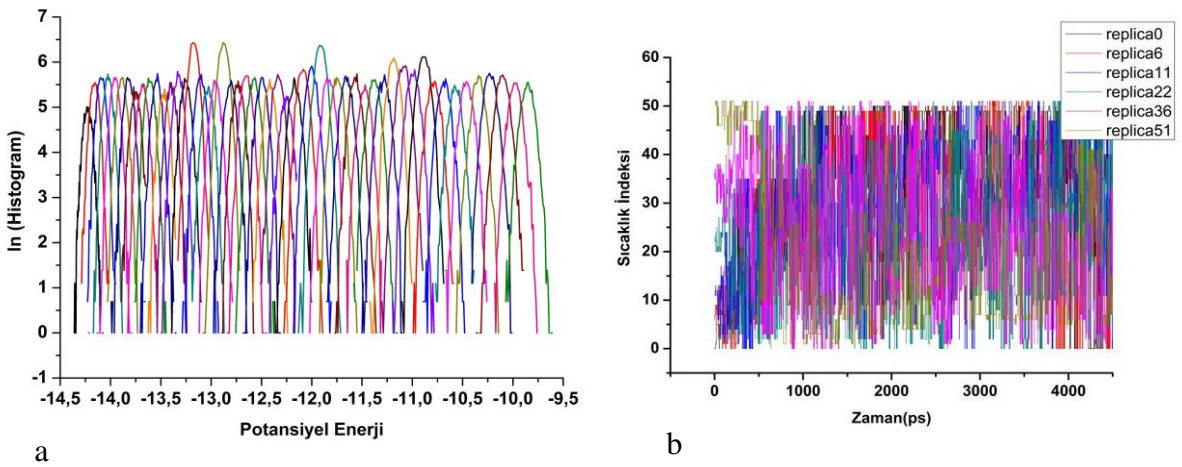 7
6
5
4
3
2
1
0
-1
ln (Histogram)
-14,5 -14,0 -13,5 -13,0 -12,5 -12,0 -11,5 -11,0 -10,5 -10,0 -9,5
Potansiyel Enerji
a
replica0
replica6
replica11
replica22
replica36
replica51
60
50
40
30
20
10
0
Sıcaklık İndeksi
0 1000 2000 3000 4000
Zaman(ps)
b